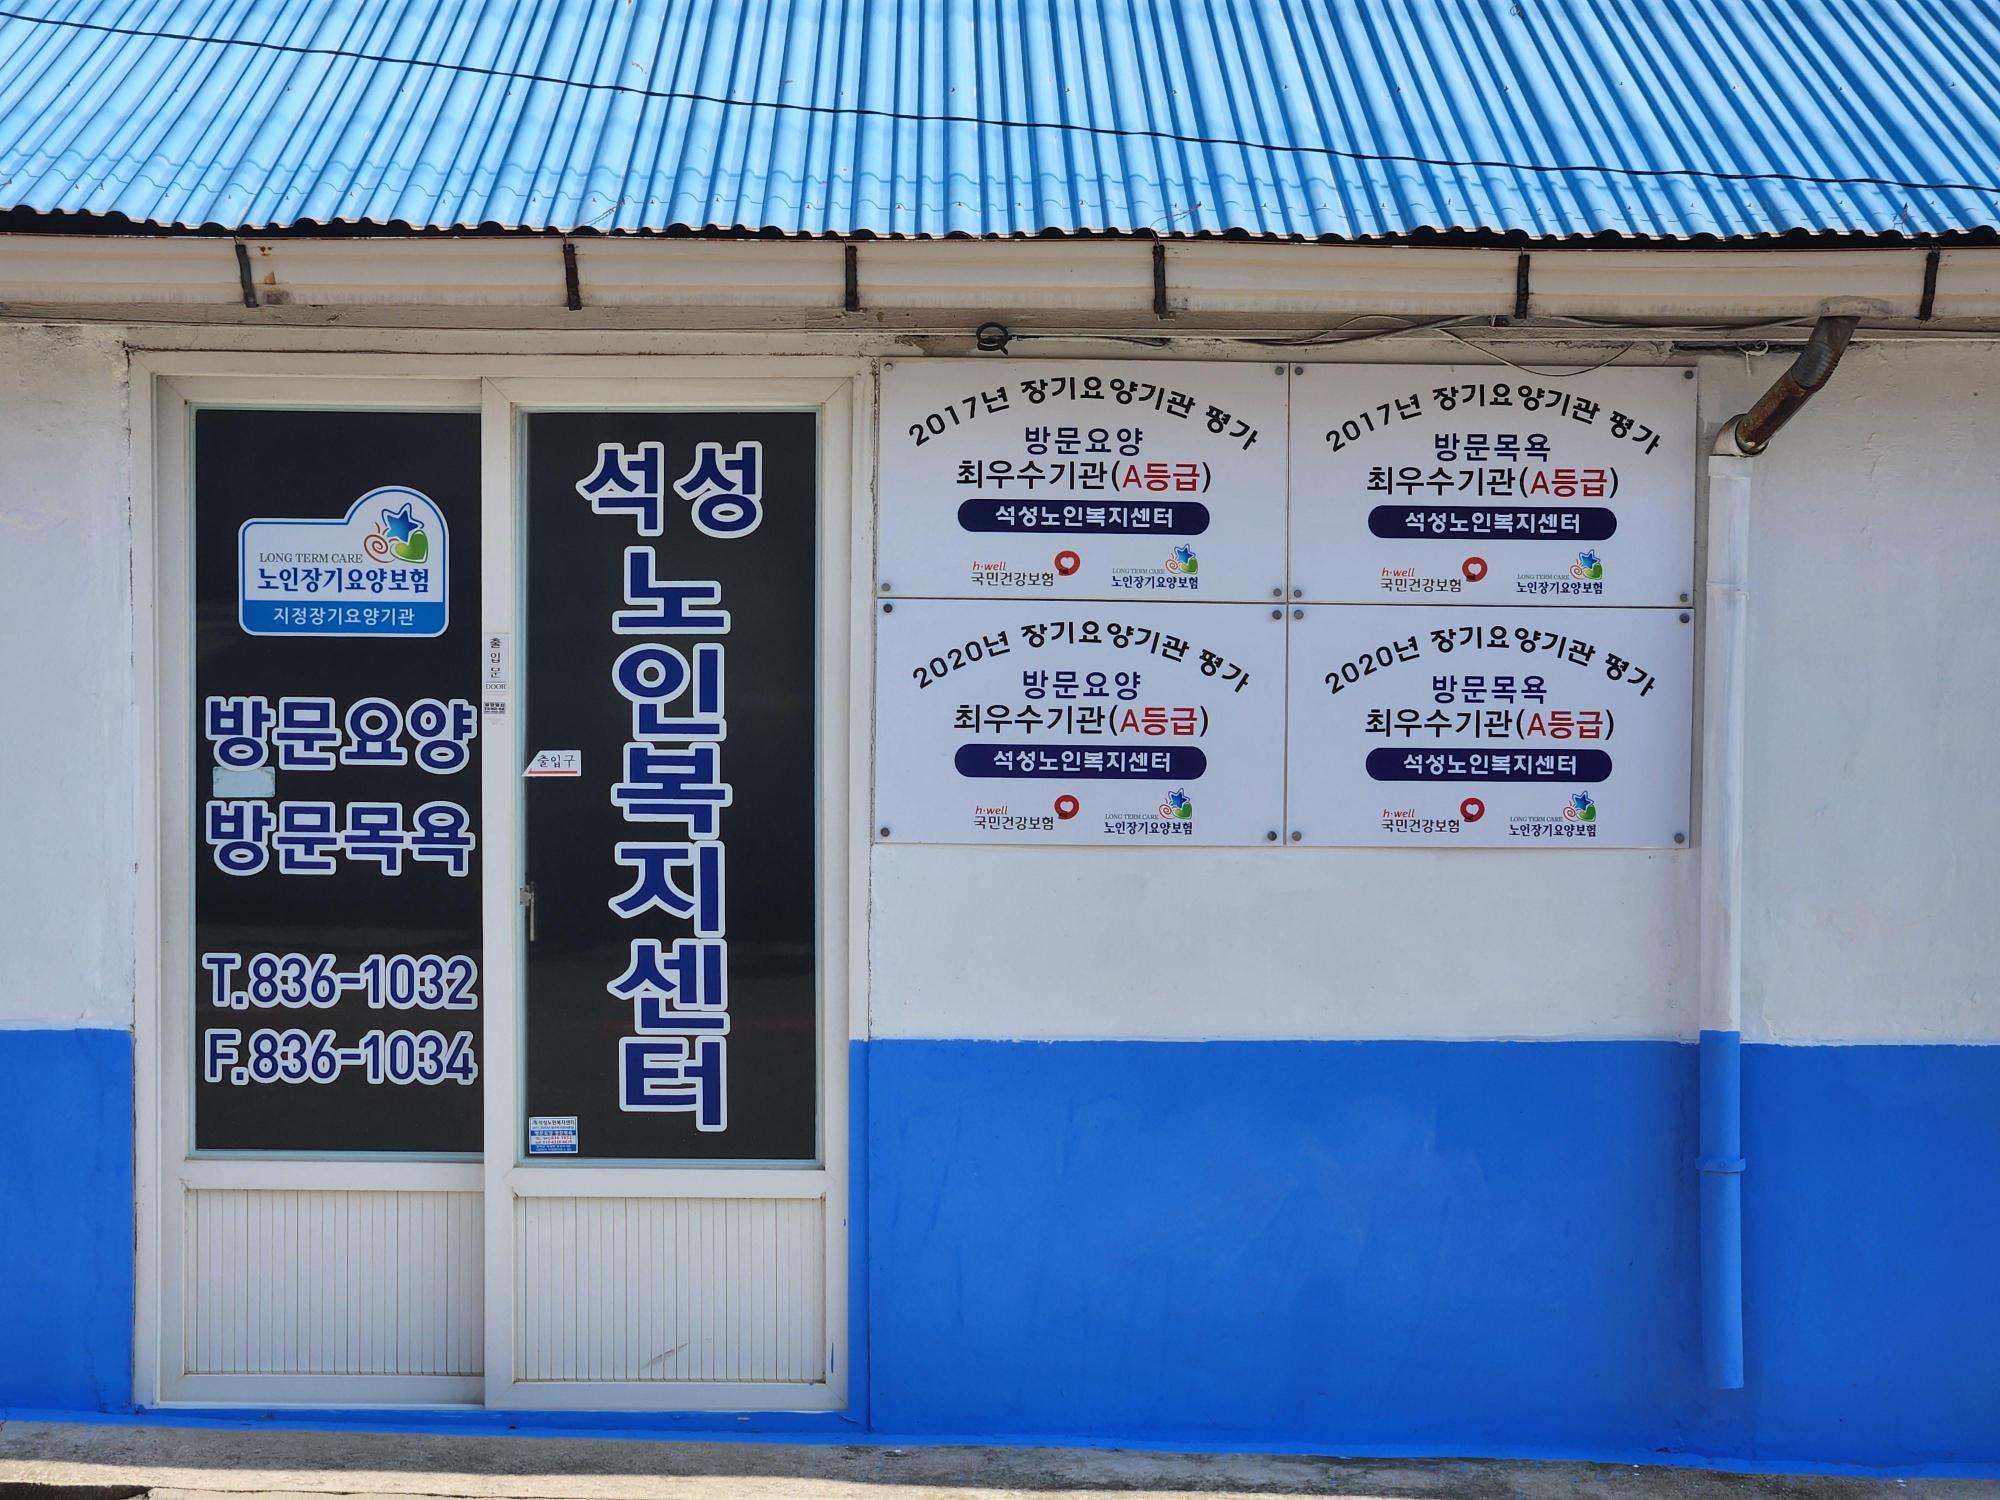 LONG TERM CARE
노인장기요양보험
지정장기요양기관
방문요양
방문목욕
T.836-1032
F.836-1034
출입문
DOOR
석성
노인복지센터
출입구
석성노인복지센터
2017년 장기요양기관 평가
방문요양
최우수기관(A등급)
석성노인복지센터
h·well
국민건강보험
LONG TERM CARE
노인장기요양보험
2017년 장기요양기관 평가
방문목욕
최우수기관(A등급)
석성노인복지센터
h·well
국민건강보험
LONG TERM CARE
노인장기요양보험
2020년 장기요양기관 평가
방문요양
최우수기관(A등급)
석성노인복지센터
h·well
국민건강보험
LONG TERM CARE
노인장기요양보험
2020년 장기요양기관 평가
방문목욕
최우수기관(A등급)
석성노인복지센터
h·well
국민건강보험
LONG TERM CARE
노인장기요양보험